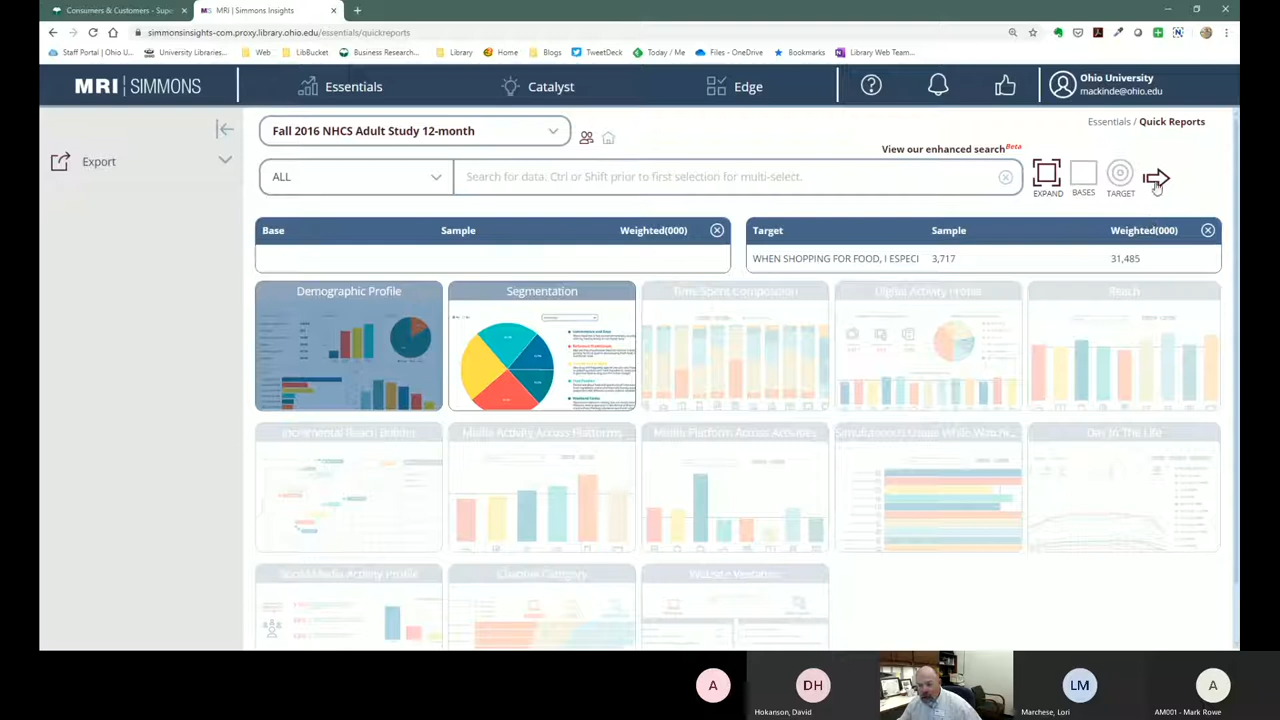 Consumers & Customers - Supe
MRI | Simmons Insights
simmonsinsights-com.proxy.library.ohio.edu/essentials/quickreports
Staff Portal | Ohio U...
University Libraries...
Web
LibBucket
Business Research...
Library
Home
Blogs
TweetDeck
Today / Me
Files - OneDrive
Bookmarks
Library Web Team...
MRI | SIMMONS
Essentials
Catalyst
Edge
Ohio University
mackinde@ohio.edu
Export
Fall 2016 NHCS Adult Study 12-month
Essentials / Quick Reports
View our enhanced search Beta
ALL
Search for data. Ctrl or Shift prior to first selection for multi-select.
EXPAND
BASES
TARGET
Base Sample Weighted(000)
Target Sample Weighted(000)
WHEN SHOPPING FOR FOOD, I ESPECI 3,717 31,485
Demographic Profile
Segmentation
Time Spent Composition
Digital Activity Profile
Reach
Incremental Reach Builder
Media Activity Across Platforms
Media Platform Across Activities
Simultaneous Usage While Watchi...
Day In The Life
Social Media Activity Profile
Creative Category
Website Visitation
A
DH
Hokanson, David
LM
Marchese, Lori
A
AM001 - Mark Rowe